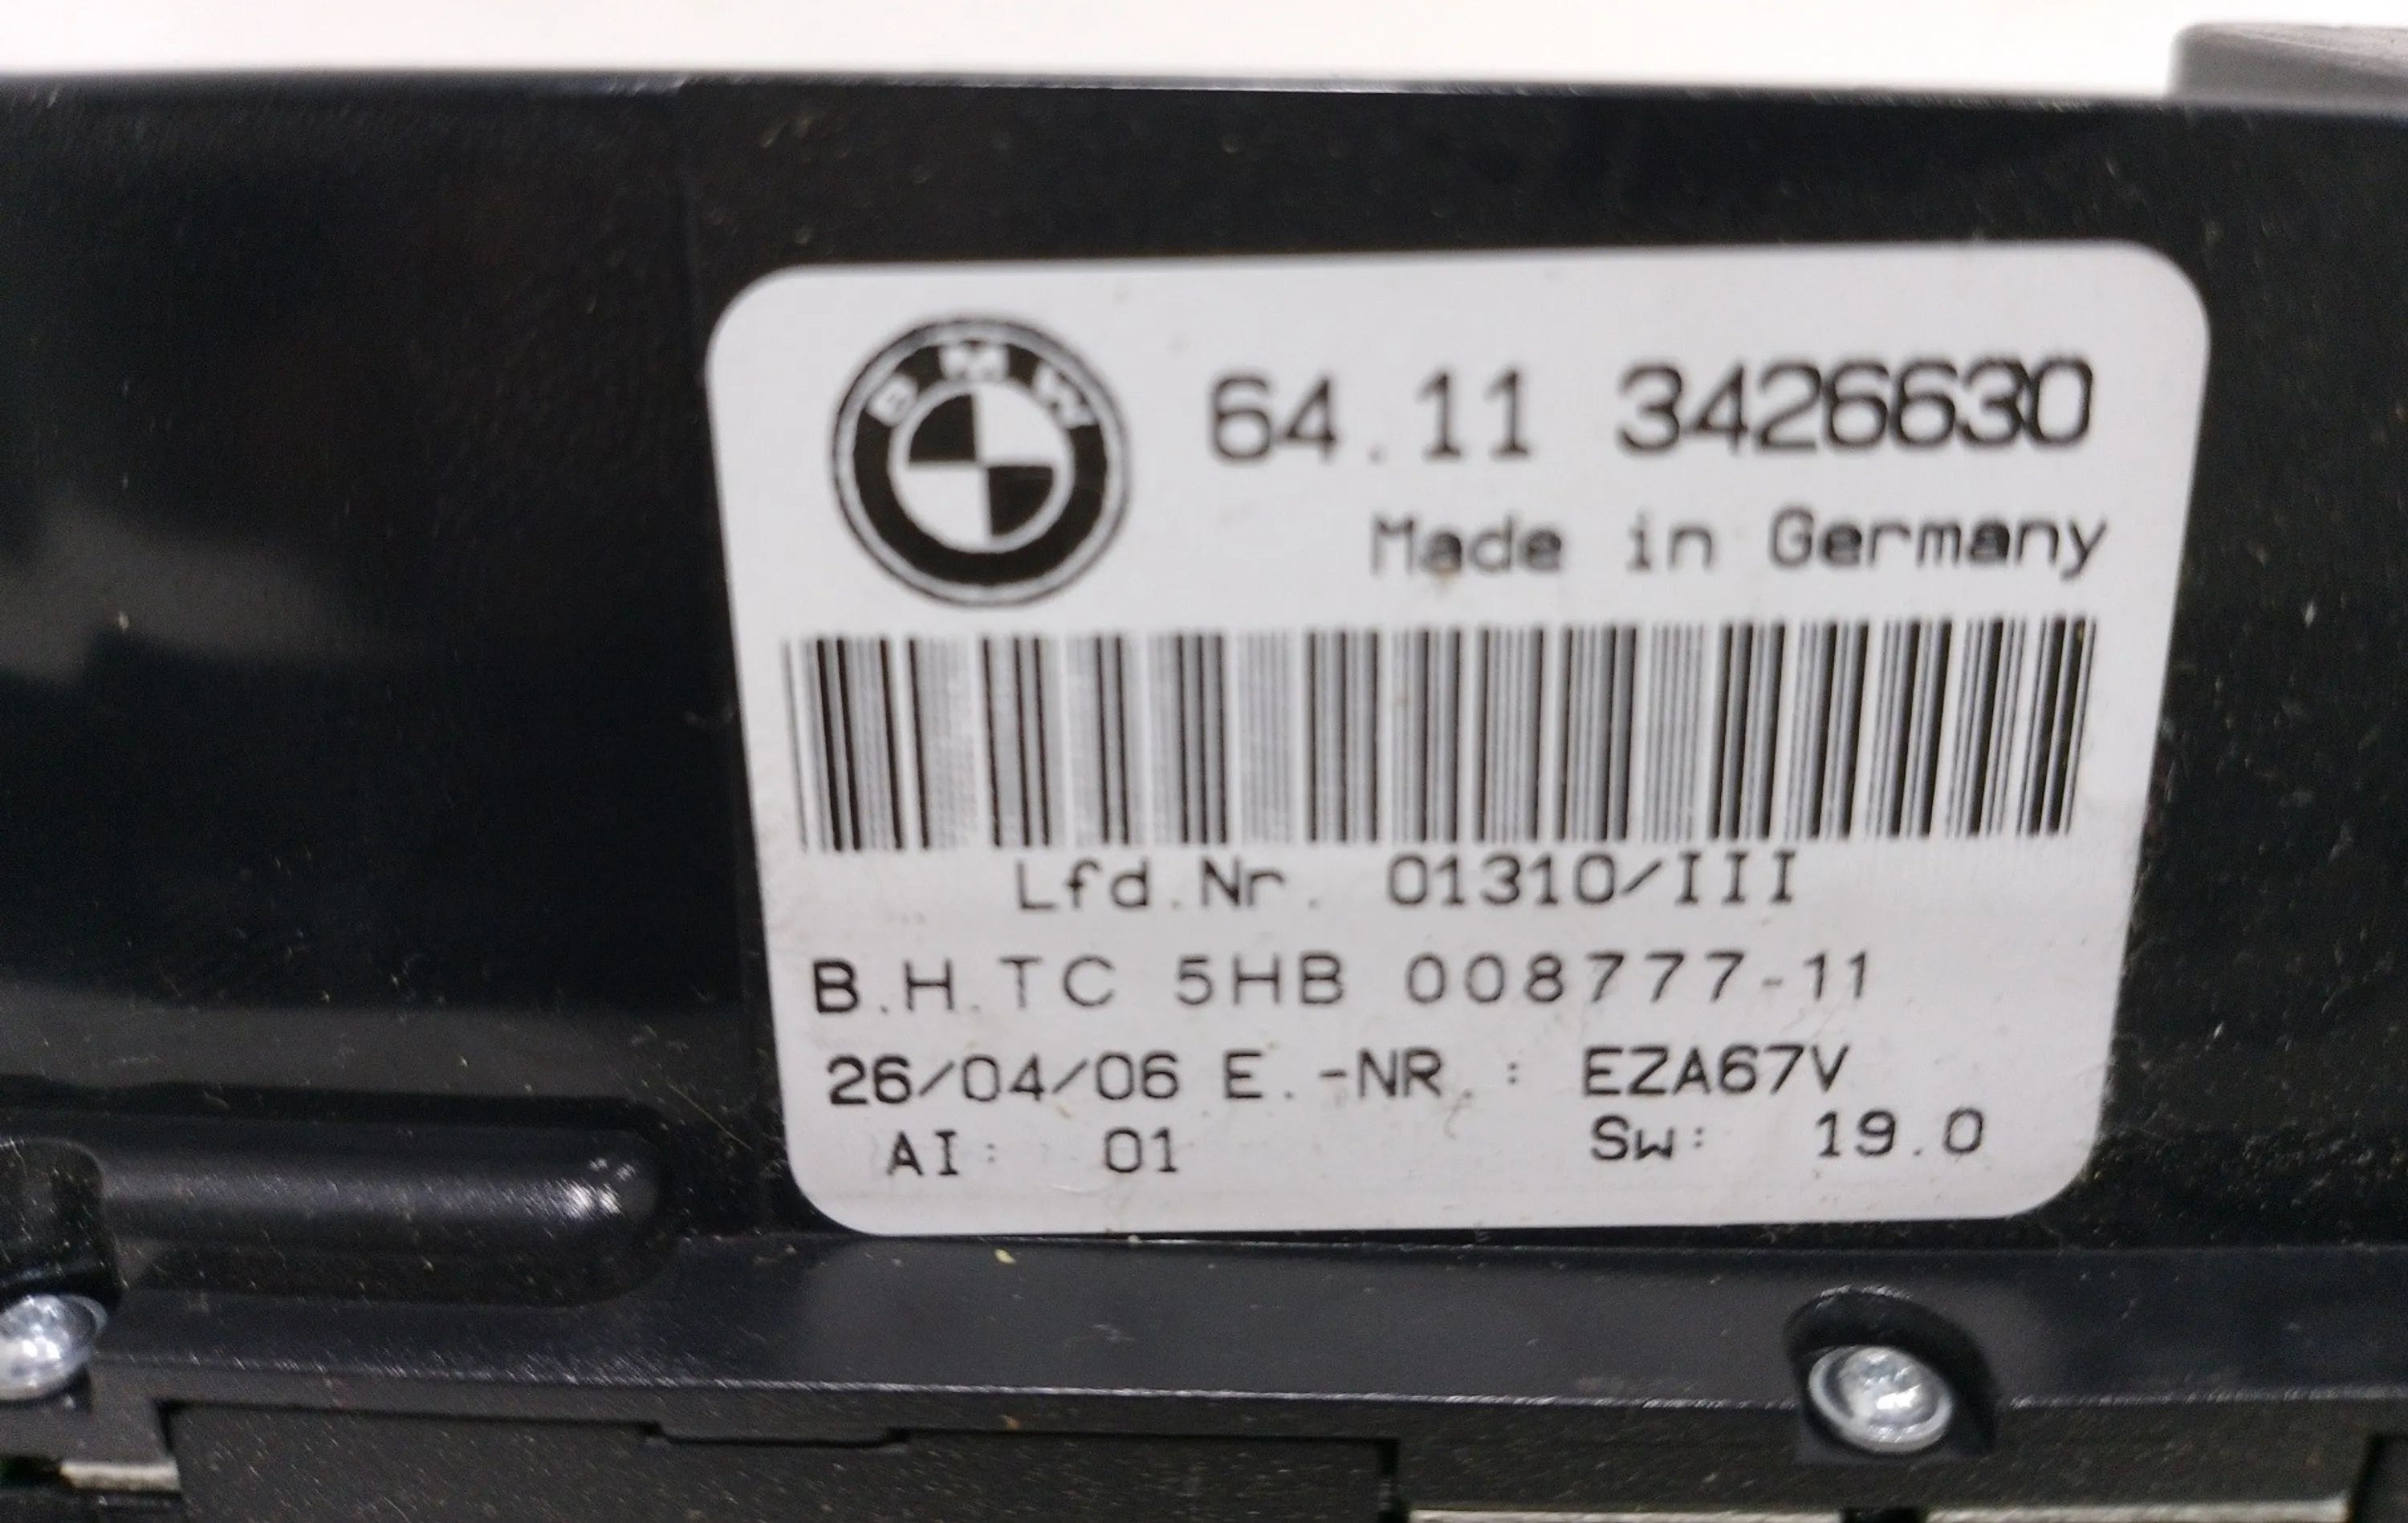 BMW
64.11 3426630
Made in Germany
Lfd.Nr. 01310/III
B.H.TC 5HB 008777-11
26/04/06 E.-NR.: EZA67V
AI: 01 Sw: 19.0